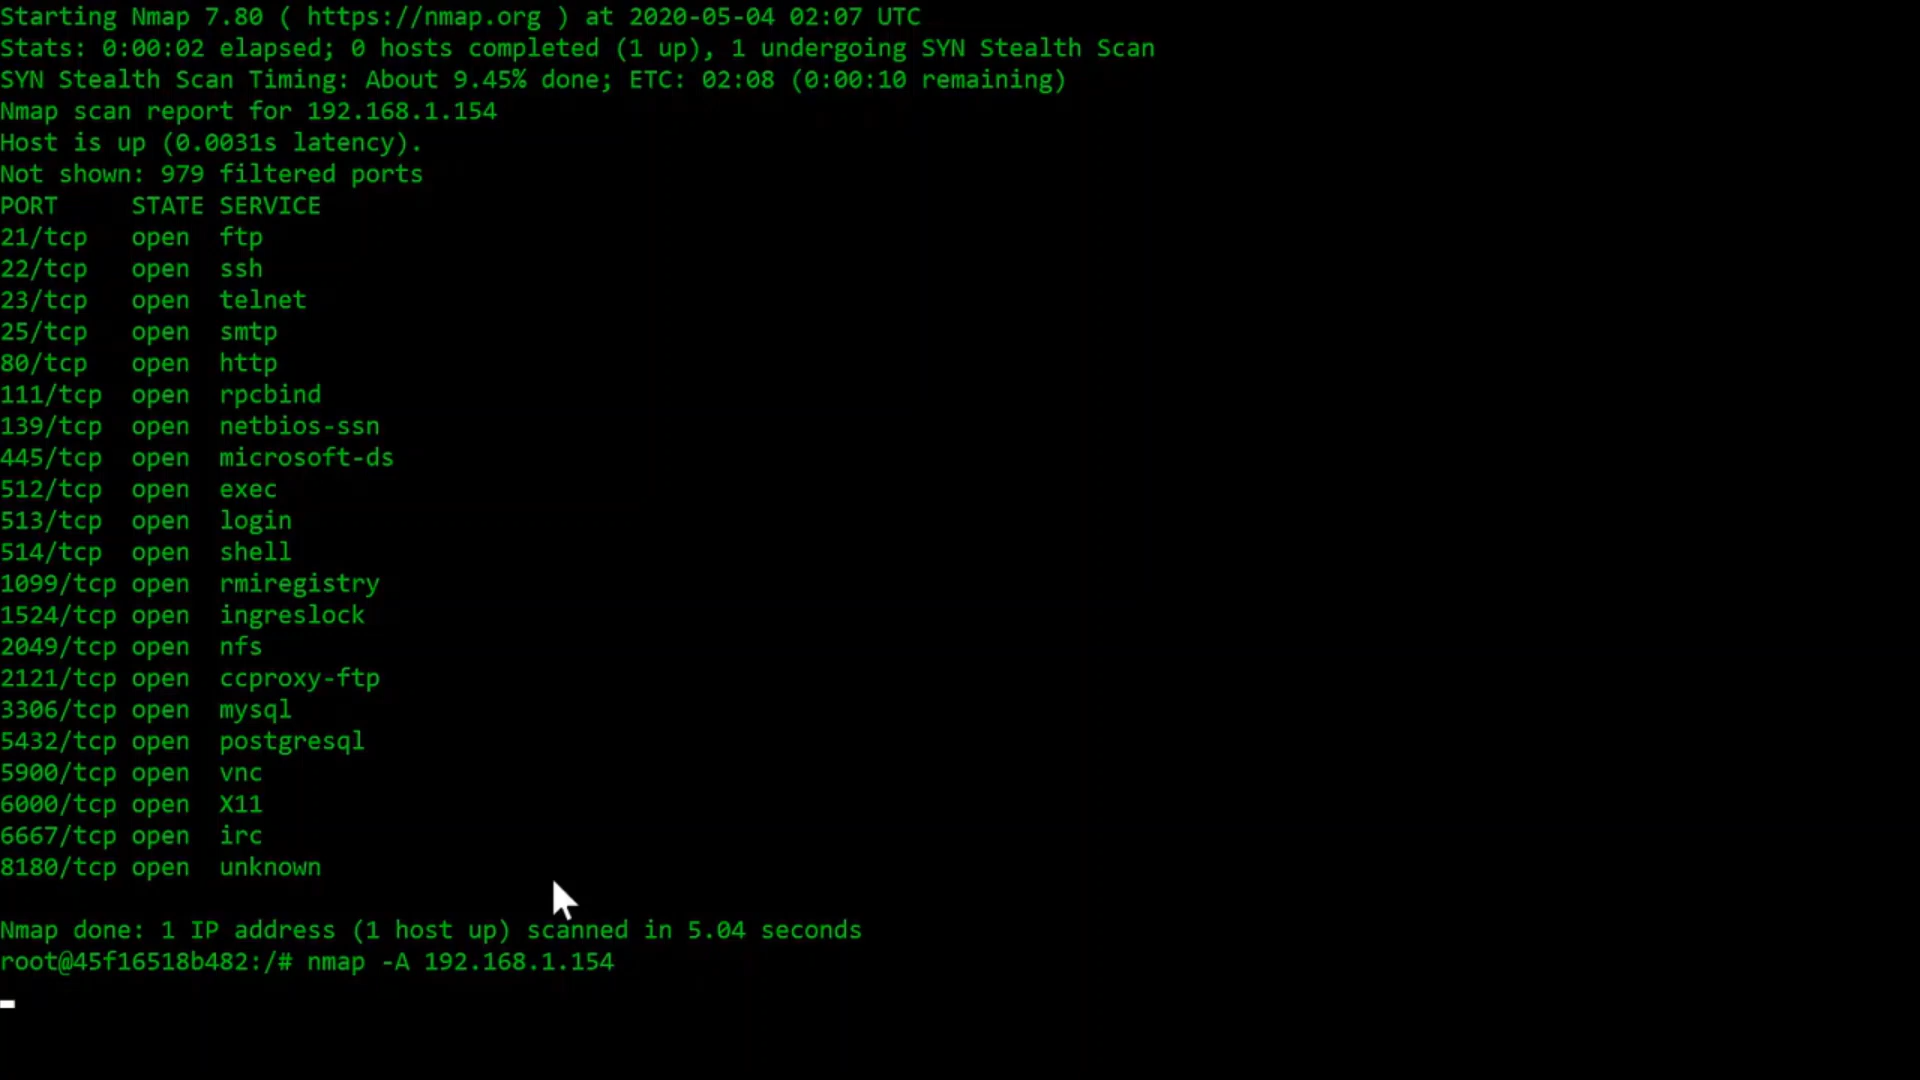 Starting Nmap 7.80 ( https://nmap.org ) at 2020-05-04 02:07 UTC
Stats: 0:00:02 elapsed; 0 hosts completed (1 up), 1 undergoing SYN Stealth Scan
SYN Stealth Scan Timing: About 9.45% done; ETC: 02:08 (0:00:10 remaining)
Nmap scan report for 192.168.1.154
Host is up (0.0031s latency).
Not shown: 979 filtered ports
PORT     STATE SERVICE
21/tcp   open  ftp
22/tcp   open  ssh
23/tcp   open  telnet
25/tcp   open  smtp
80/tcp   open  http
111/tcp  open  rpcbind
139/tcp  open  netbios-ssn
445/tcp  open  microsoft-ds
512/tcp  open  exec
513/tcp  open  login
514/tcp  open  shell
1099/tcp open  rmiregistry
1524/tcp open  ingreslock
2049/tcp open  nfs
2121/tcp open  ccproxy-ftp
3306/tcp open  mysql
5432/tcp open  postgresql
5900/tcp open  vnc
6000/tcp open  X11
6667/tcp open  irc
8180/tcp open  unknown
Nmap done: 1 IP address (1 host up) scanned in 5.04 seconds
root@45f16518b482:/# nmap -A 192.168.1.154